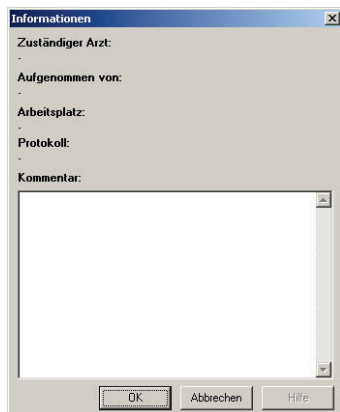 Informationen
Zuständiger Arzt:
-
Aufgenommen von:
-
Arbeitsplatz:
-
Protokoll:
-
Kommentar:
OK Abbrechen Hilfe